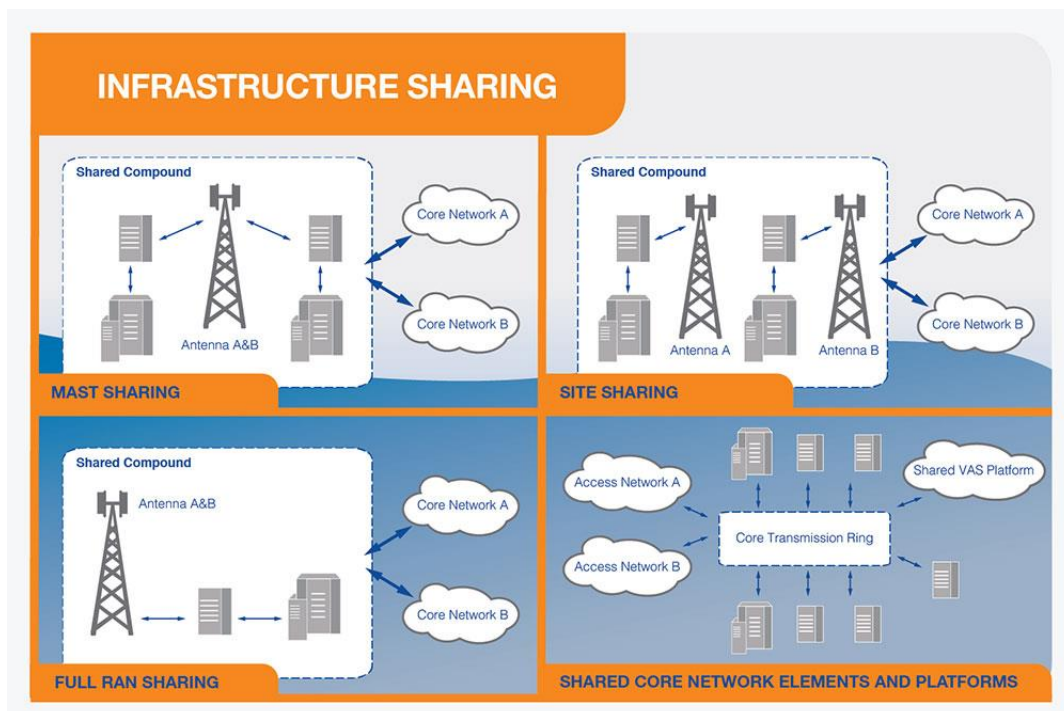 INFRASTRUCTURE SHARING
Shared Compound
Core Network A
Core Network B
Antenna A&B
MAST SHARING
Shared Compound
Core Network A
Core Network B
Antenna A
Antenna B
SITE SHARING
Shared Compound
Antenna A&B
Core Network A
Core Network B
FULL RAN SHARING
Access Network A
Shared VAS Platform
Core Transmission Ring
Access Network B
SHARED CORE NETWORK ELEMENTS AND PLATFORMS